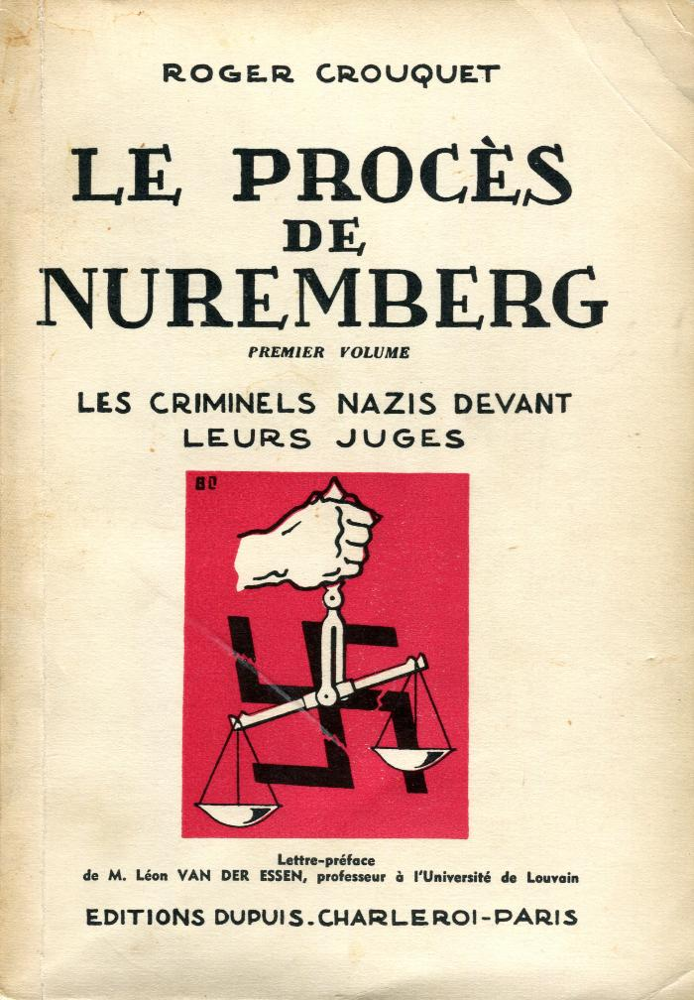 ROGER CROUQUET
LE PROCÈS
DE
NUREMBERG
PREMIER VOLUME
LES CRIMINELS NAZIS DEVANT
LEURS JUGES
Lettre-préface
de M. Léon VAN DER ESSEN, professeur à l'Université de Louvain
EDITIONS DUPUIS.CHARLEROI-PARIS